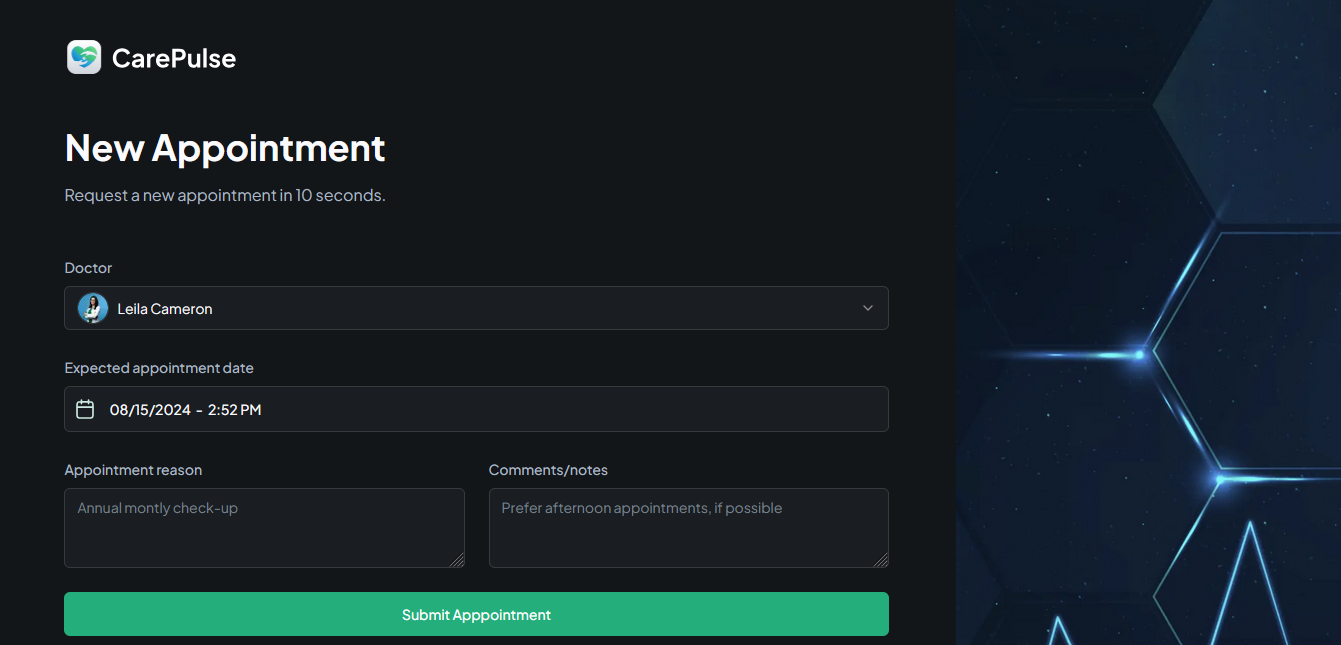 CarePulse
New Appointment
Request a new appointment in 10 seconds.
Doctor
Leila Cameron
Expected appointment date
08/15/2024 - 2:52 PM
Appointment reason
Comments/notes
Annual montly check-up
Prefer afternoon appointments, if possible
Submit Apppointment